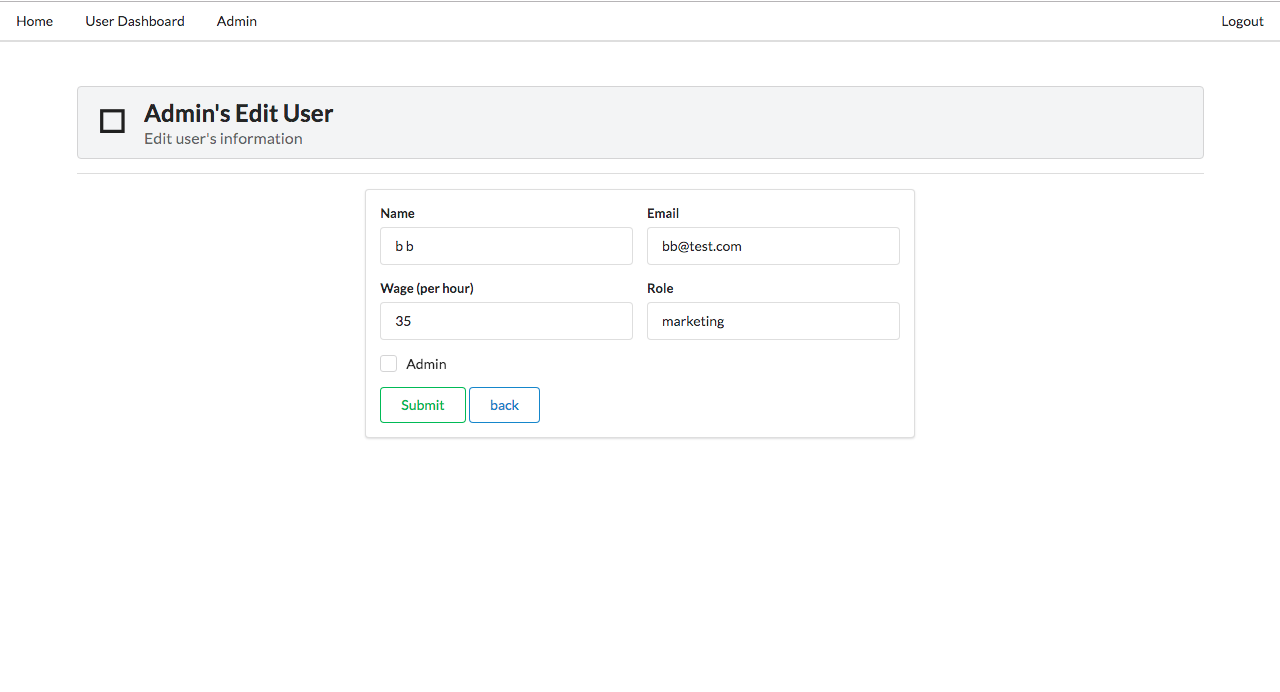 Home User Dashboard Admin Logout
Admin's Edit User
Edit user's information
Name Email
b b bb@test.com
Wage (per hour) Role
35 marketing
Admin
Submit back